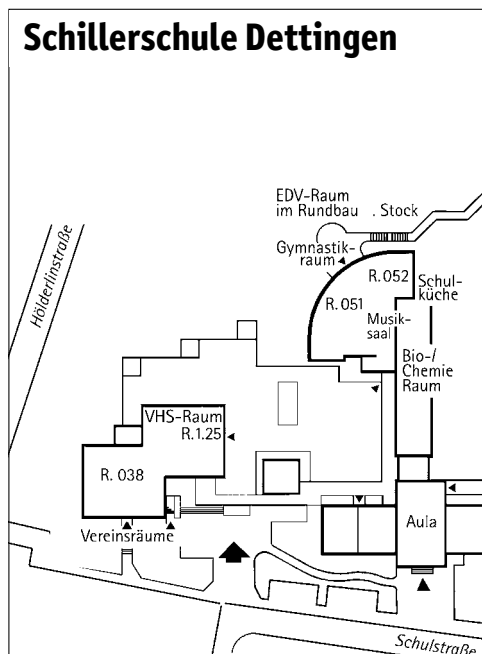 Schillerschule Dettingen
Hölderlinstraße
EDV-Raum
im Rundbau . Stock
Gymnastik-
raum
R. 052
R. 051
Schul-
küche
Musik-
saal
Bio-/
Chemie
Raum
VHS-Raum
R.1.25
R. 038
Vereinsräume
Aula
Schulstraße